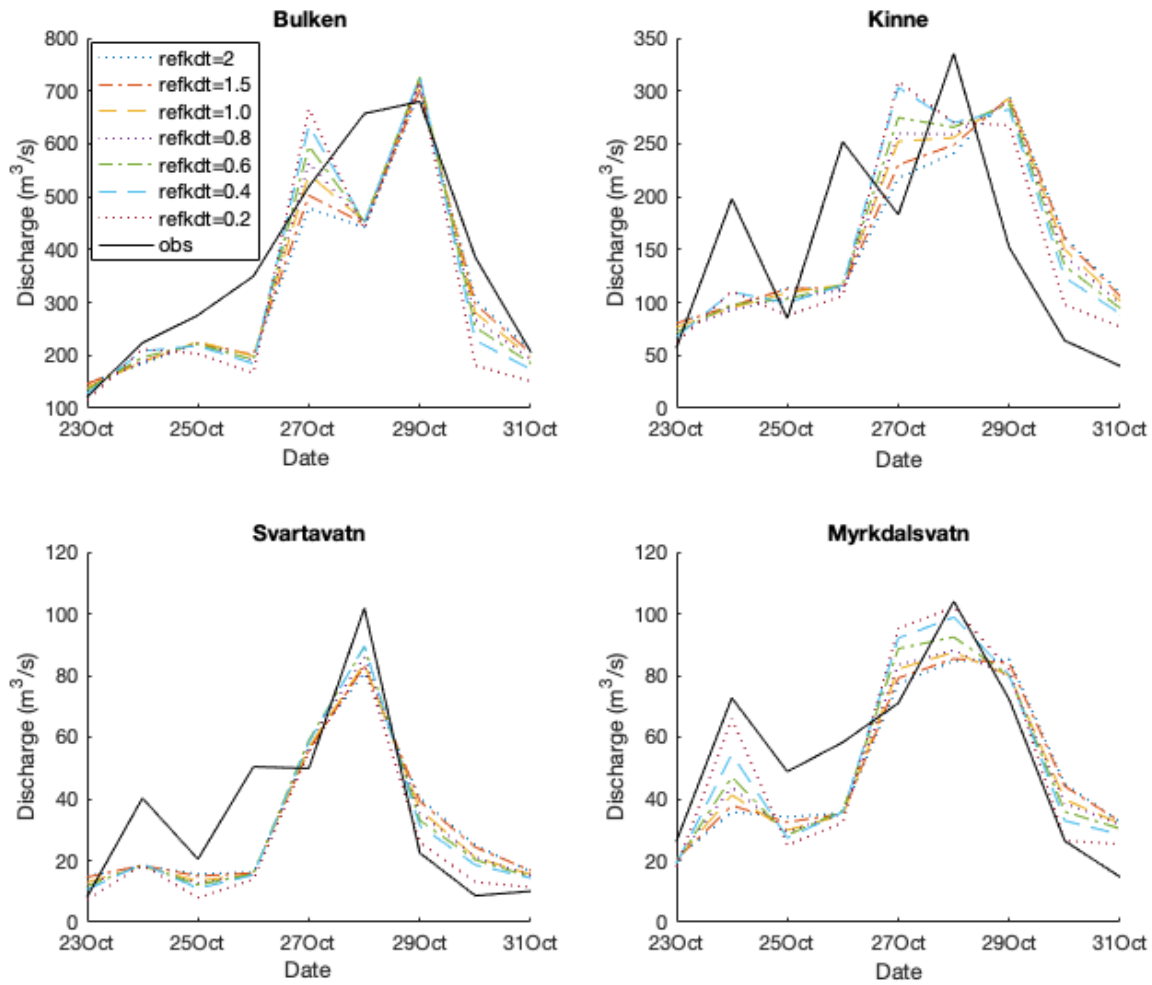 Bulken
800
700
600
500
400
300
200
100
Discharge (m³/s)
refkdt=2
refkdt=1.5
refkdt=1.0
refkdt=0.8
refkdt=0.6
refkdt=0.4
refkdt=0.2
obs
23Oct 25Oct 27Oct 29Oct 31Oct
Date
Kinne
350
300
250
200
150
100
50
0
Discharge (m³/s)
23Oct 25Oct 27Oct 29Oct 31Oct
Date
Svartavatn
120
100
80
60
40
20
0
Discharge (m³/s)
23Oct 25Oct 27Oct 29Oct 31Oct
Date
Myrkdalsvatn
120
100
80
60
40
20
0
Discharge (m³/s)
23Oct 25Oct 27Oct 29Oct 31Oct
Date